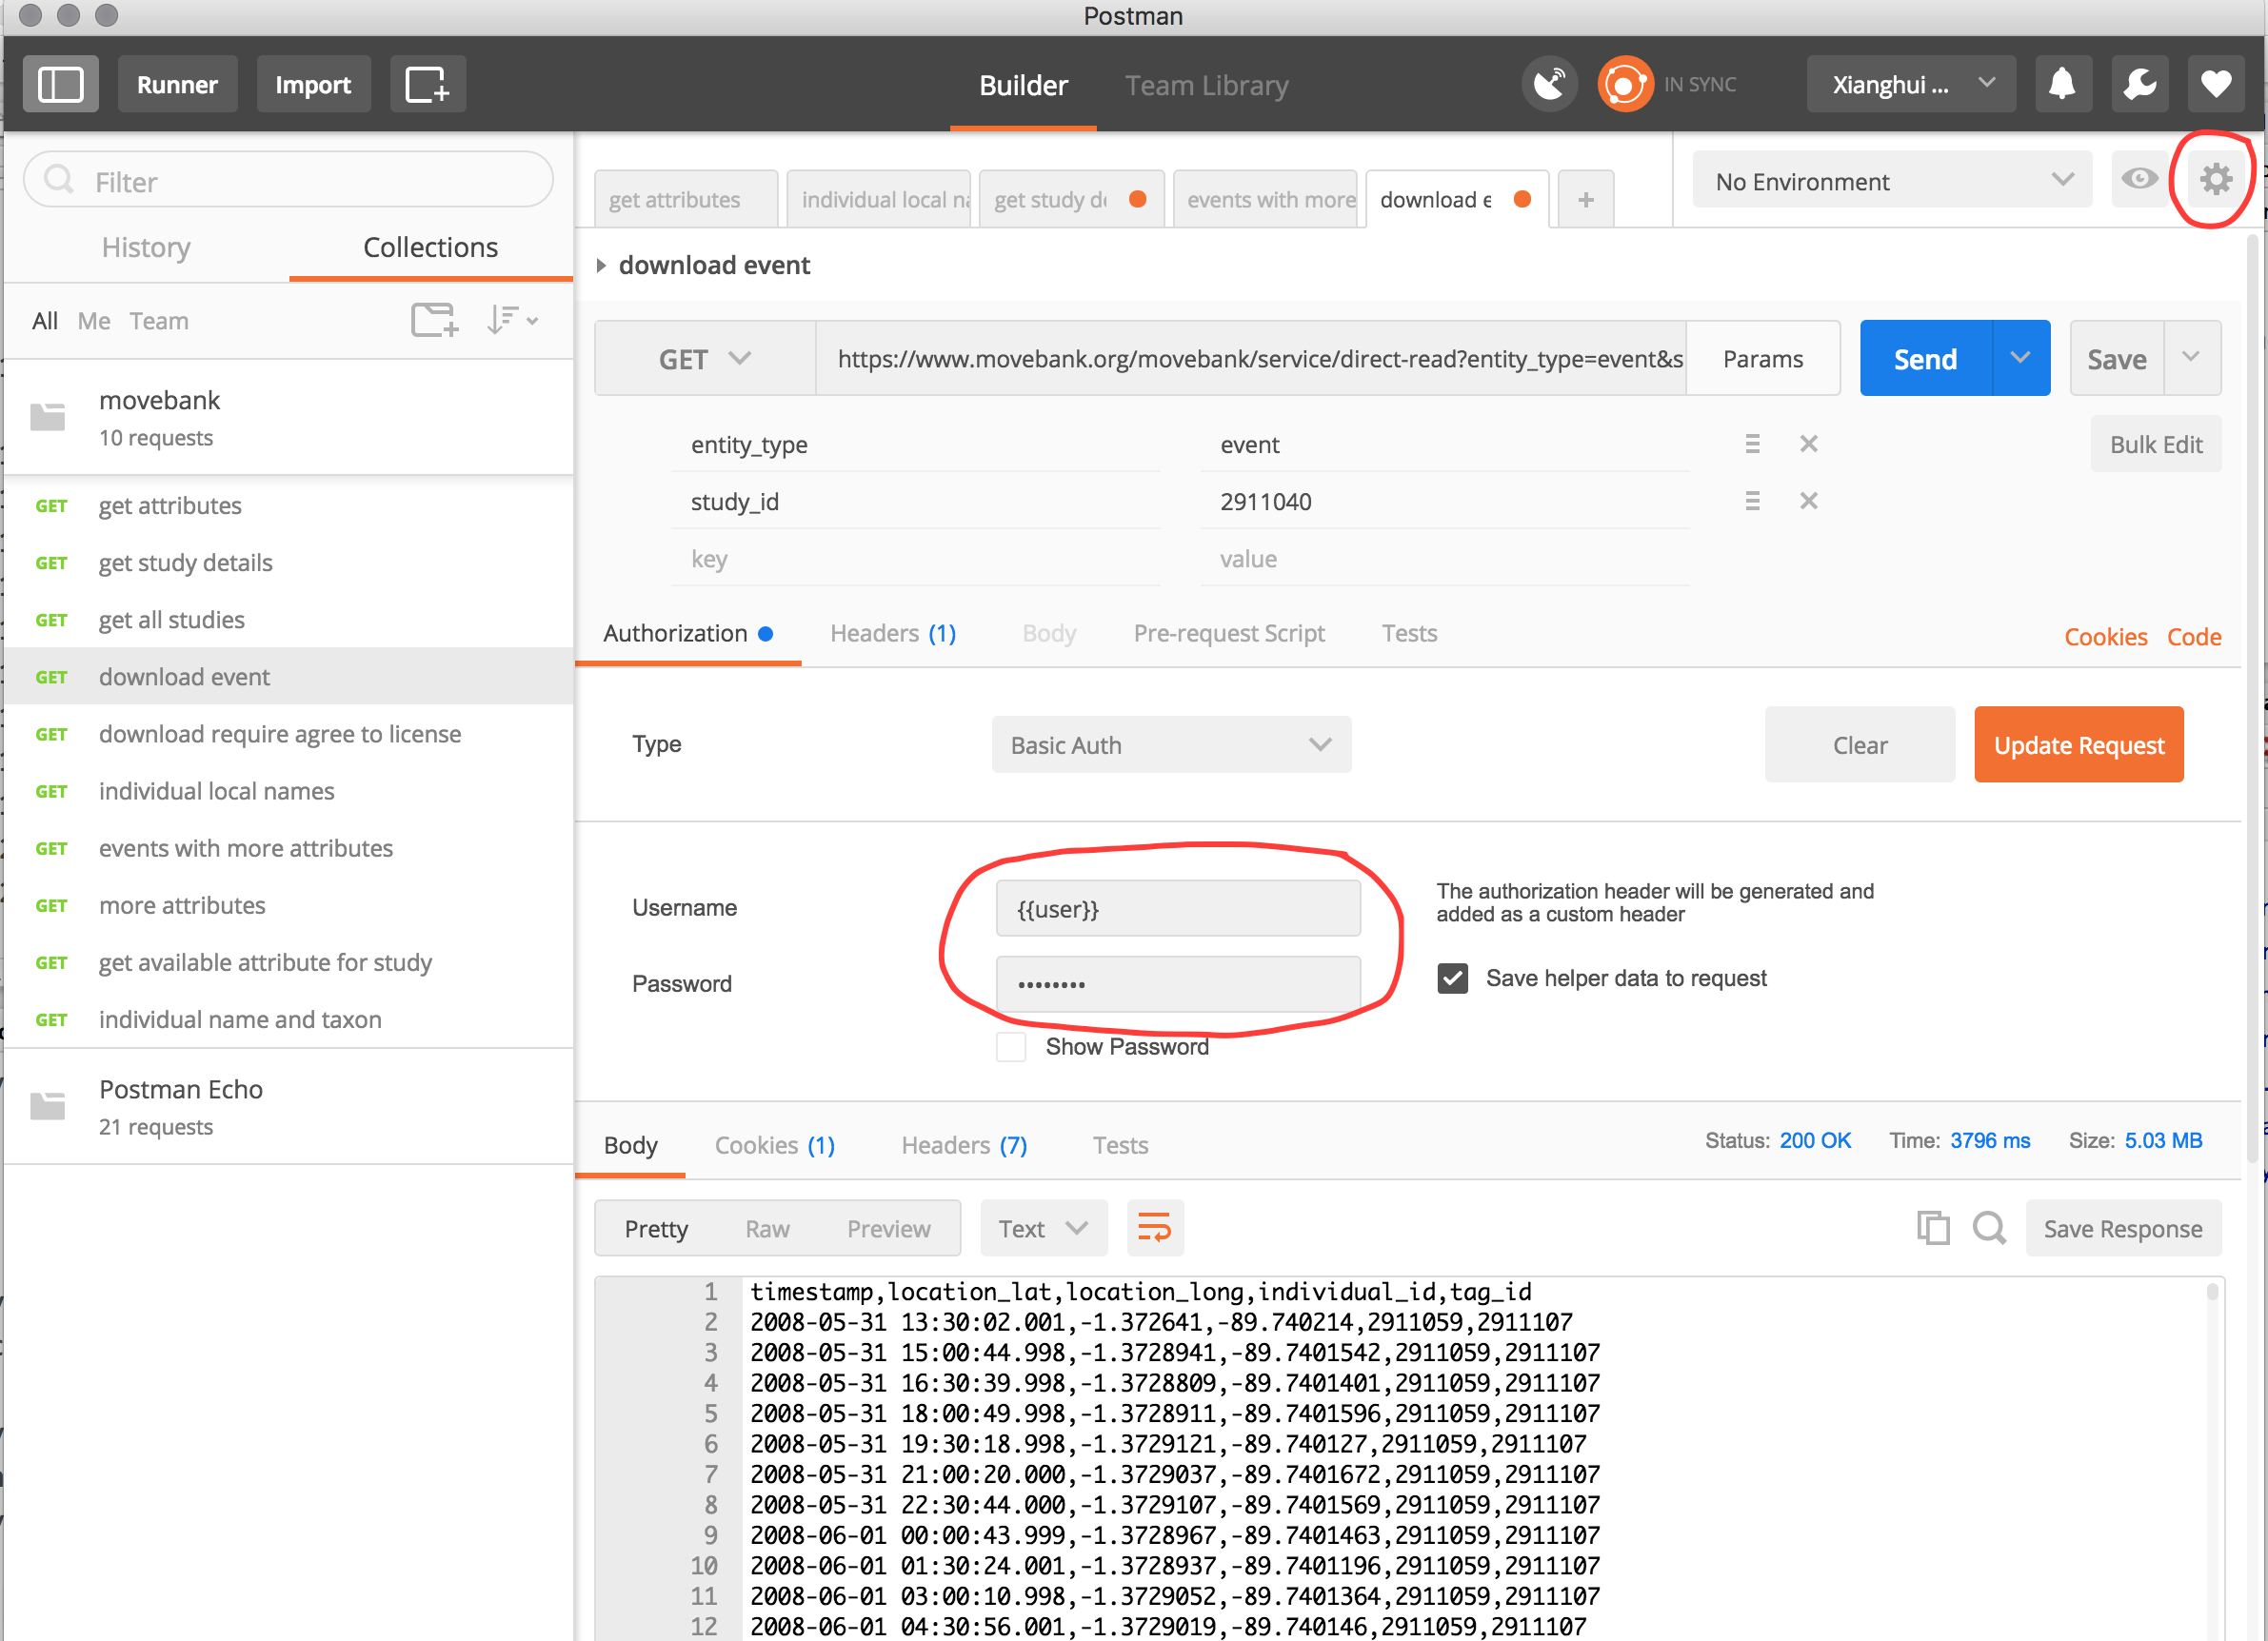 Postman
Runner Import Builder Team Library IN SYNC Xianghui ...
Filter
History Collections
All Me Team
movebank
10 requests
GET get attributes
GET get study details
GET get all studies
GET download event
GET download require agree to license
GET individual local names
GET events with more attributes
GET more attributes
GET get available attribute for study
GET individual name and taxon
Postman Echo
21 requests
get attributes individual local na get study de events with more download e + No Environment
download event
GET https://www.movebank.org/movebank/service/direct-read?entity_type=event&s Params Send Save
entity_type event Bulk Edit
study_id 2911040
key value
Authorization Headers (1) Body Pre-request Script Tests Cookies Code
Type Basic Auth Clear Update Request
Username {{user}} The authorization header will be generated and
added as a custom header
Password •••••••• Save helper data to request
Show Password
Body Cookies (1) Headers (7) Tests Status: 200 OK Time: 3796 ms Size: 5.03 MB
Pretty Raw Preview Text Save Response
1 timestamp,location_lat,location_long,individual_id,tag_id
2 2008-05-31 13:30:02.001,-1.372641,-89.740214,2911059,2911107
3 2008-05-31 15:00:44.998,-1.3728941,-89.7401542,2911059,2911107
4 2008-05-31 16:30:39.998,-1.3728809,-89.7401401,2911059,2911107
5 2008-05-31 18:00:49.998,-1.3728911,-89.7401596,2911059,2911107
6 2008-05-31 19:30:18.998,-1.3729121,-89.740127,2911059,2911107
7 2008-05-31 21:00:20.000,-1.3729037,-89.7401672,2911059,2911107
8 2008-05-31 22:30:44.000,-1.3729107,-89.7401569,2911059,2911107
9 2008-06-01 00:00:43.999,-1.3728967,-89.7401463,2911059,2911107
10 2008-06-01 01:30:24.001,-1.3728937,-89.7401196,2911059,2911107
11 2008-06-01 03:00:10.998,-1.3729052,-89.7401364,2911059,2911107
12 2008-06-01 04:30:56.001,-1.3729019,-89.740146,2911059,2911107